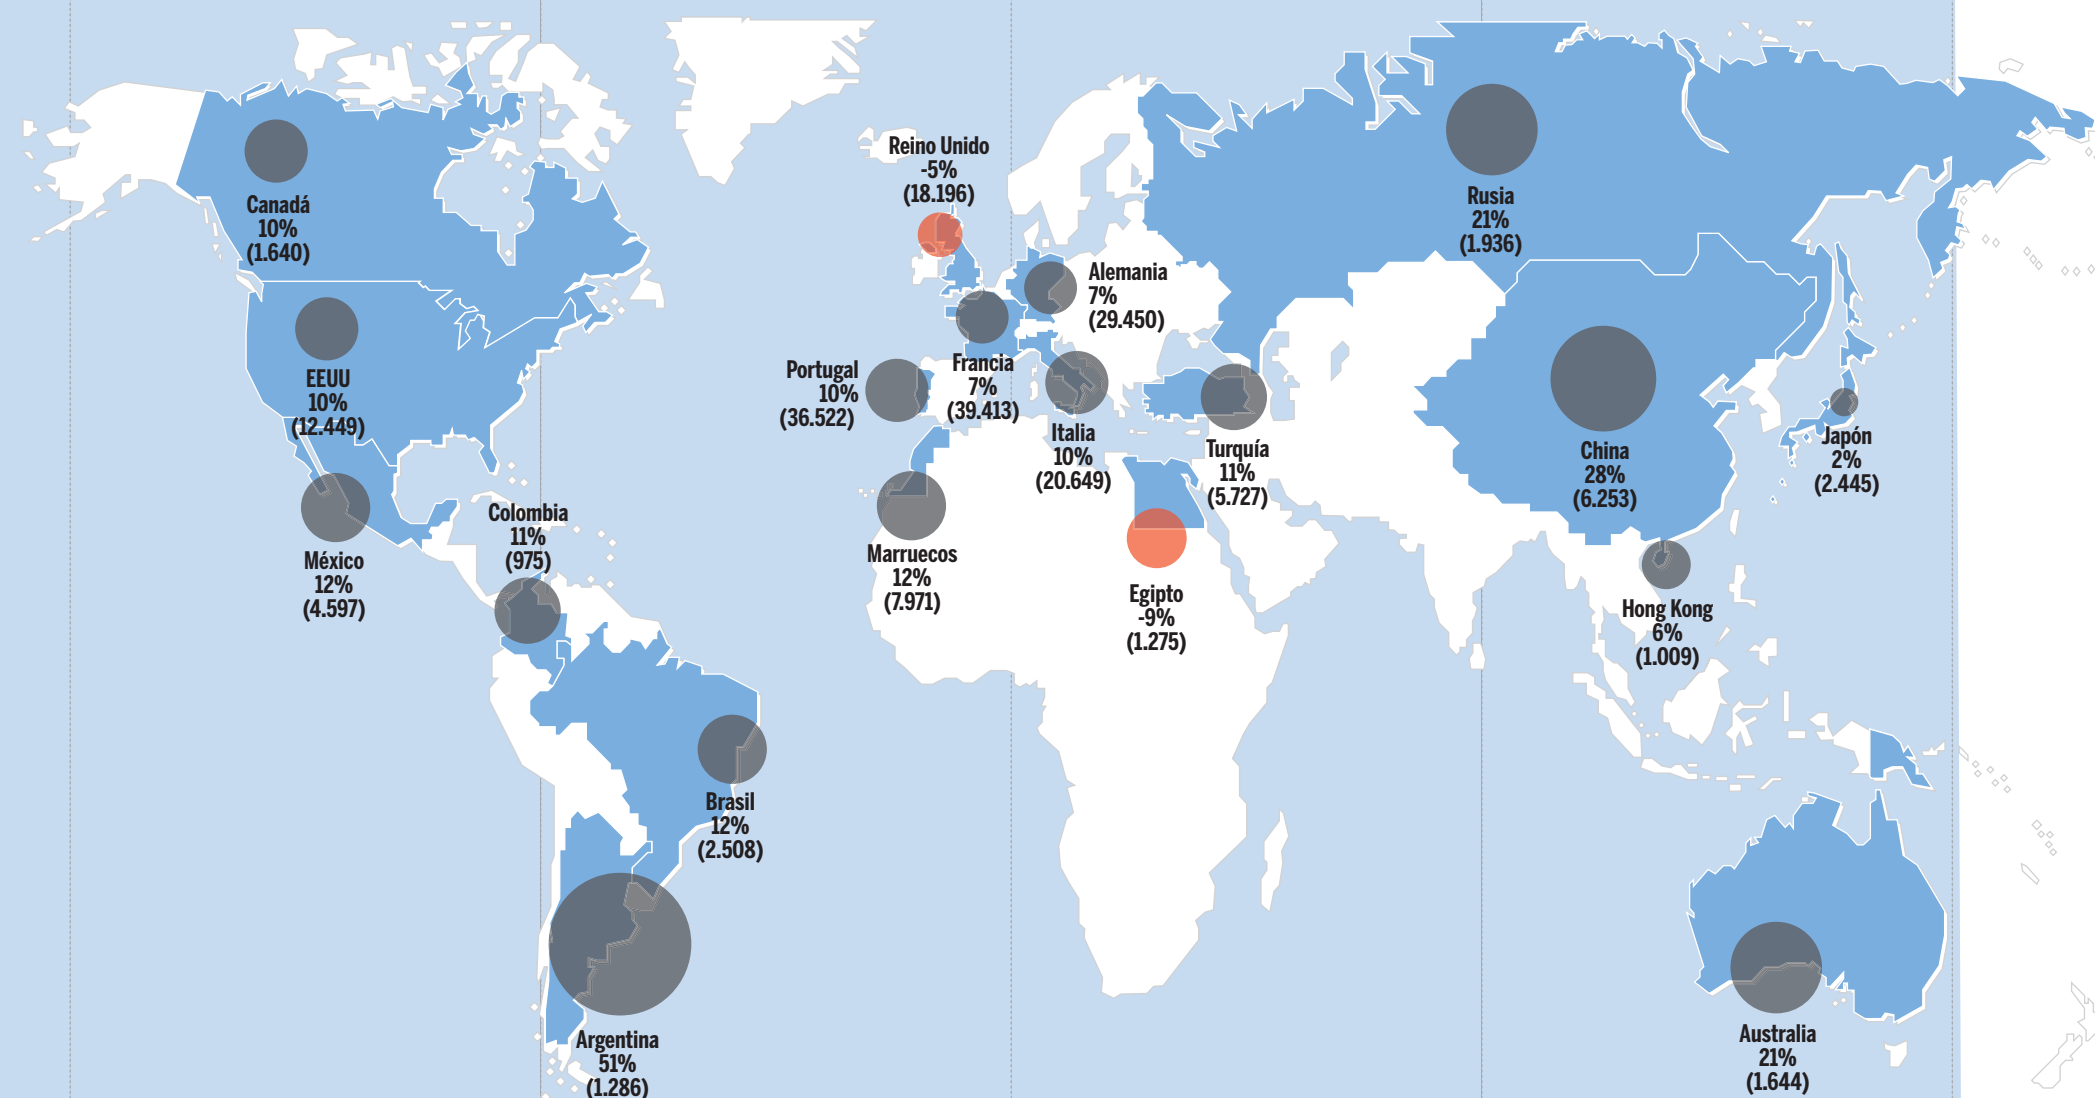 Reino Unido
-5%
(18.196)
Canadá
10%
(1.640)
Rusia
21%
(1.936)
Alemania
7%
(29.450)
EEUU
10%
(12.449)
Portugal
10%
(36.522)
Francia
7%
(39.413)
Italia
10%
(20.649)
Turquía
11%
(5.727)
China
28%
(6.253)
Japón
2%
(2.445)
México
12%
(4.597)
Colombia
11%
(975)
Marruecos
12%
(7.971)
Egipto
-9%
(1.275)
Hong Kong
6%
(1.009)
Brasil
12%
(2.508)
Argentina
51%
(1.286)
Australia
21%
(1.644)